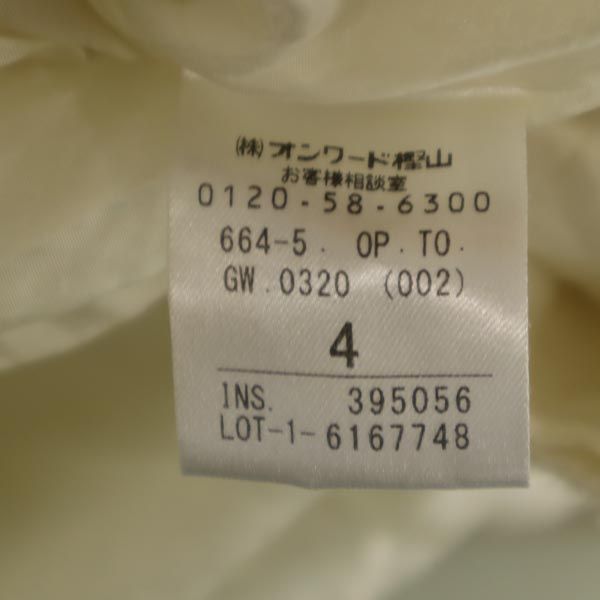 (株)オンワード樫山
お客様相談室
0120-58-6300
664-5. OP.TO.
GW.0320 (002)
4
INS. 395056
LOT-1-6167748